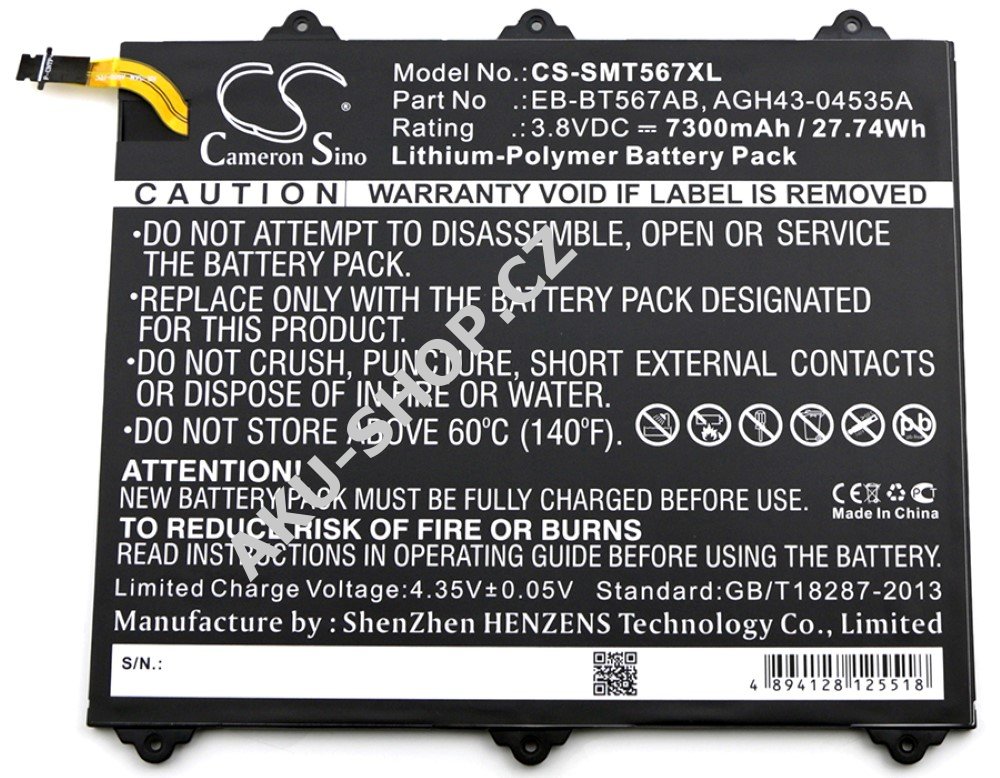 Cameron Sino
Model No.: CS-SMT567XL
Part No :EB-BT567AB, AGH43-04535A
Rating :3.8VDC ⎓ 7300mAh / 27.74Wh
Lithium-Polymer Battery Pack
CAUTION WARRANTY VOID IF LABEL IS REMOVED
•DO NOT ATTEMPT TO DISASSEMBLE, OPEN OR SERVICE
THE BATTERY PACK.
•REPLACE ONLY WITH THE BATTERY PACK DESIGNATED
FOR THIS PRODUCT.
•DO NOT CRUSH, PUNCTURE, SHORT EXTERNAL CONTACTS
OR DISPOSE OF IN FIRE OR WATER.
•DO NOT STORE ABOVE 60°C (140°F).
Pb
ATTENTION!
NEW BATTERY PACK MUST BE FULLY CHARGED BEFORE USE.
TO REDUCE RISK OF FIRE OR BURNS
READ INSTRUCTIONS IN OPERATING GUIDE BEFORE USING THE BATTERY.
CE
Made In China
Limited Charge Voltage:4.35V±0.05V Standard:GB/T18287-2013
Manufacture by : ShenZhen HENZENS Technology Co., Limited
S/N.:
4 894128 125518
AKU-SHOP.CZ